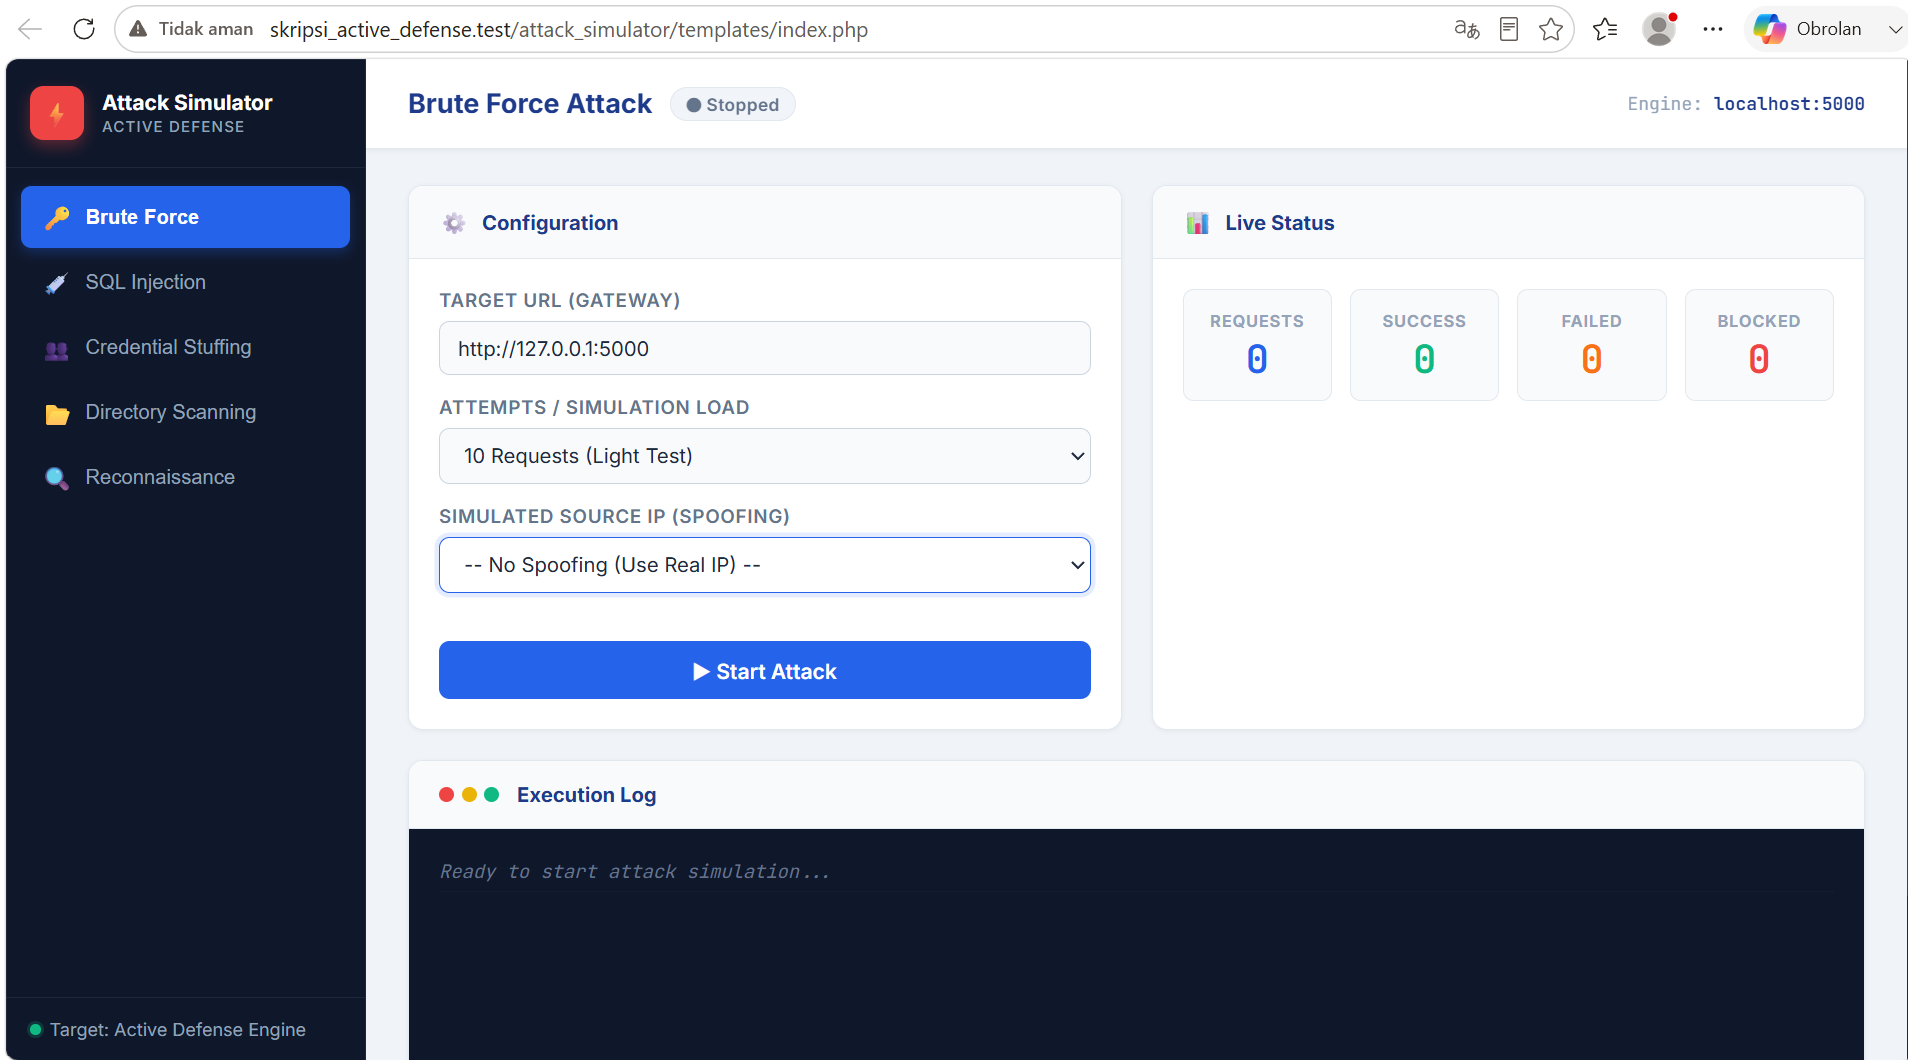 Tidak aman skripsi_active_defense.test/attack_simulator/templates/index.php
Obrolan
Attack Simulator
ACTIVE DEFENSE
Brute Force
SQL Injection
Credential Stuffing
Directory Scanning
Reconnaissance
Target: Active Defense Engine
Brute Force Attack
Stopped
Engine: localhost:5000
Configuration
TARGET URL (GATEWAY)
http://127.0.0.1:5000
ATTEMPTS / SIMULATION LOAD
10 Requests (Light Test)
SIMULATED SOURCE IP (SPOOFING)
-- No Spoofing (Use Real IP) --
Start Attack
Live Status
REQUESTS
0
SUCCESS
0
FAILED
0
BLOCKED
0
Execution Log
Ready to start attack simulation...